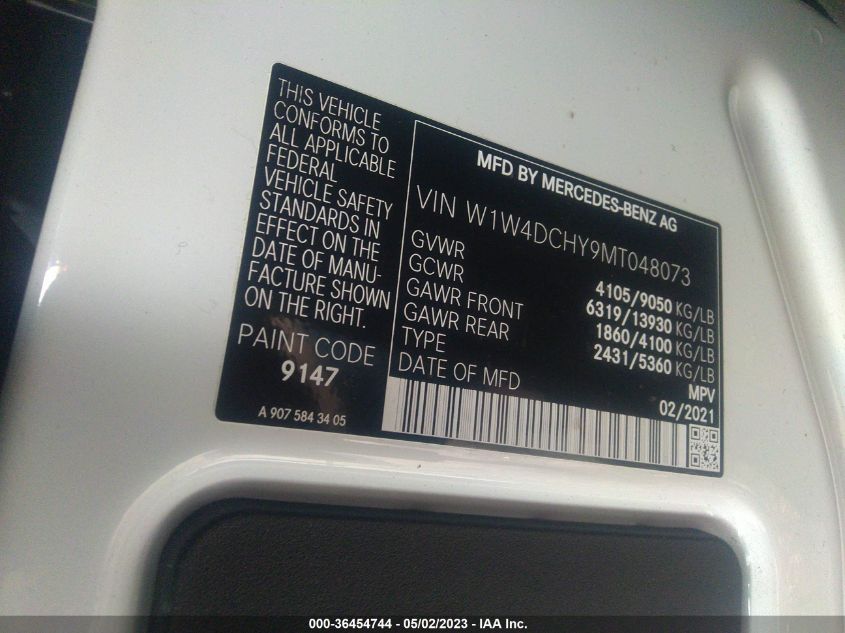 THIS VEHICLE
CONFORMS TO
ALL APPLICABLE
FEDERAL
VEHICLE SAFETY
STANDARDS IN
EFFECT ON THE
DATE OF MANU-
FACTURE SHOWN
ON THE RIGHT.
PAINT CODE
9147
A 907 584 34 05
MFD BY MERCEDES-BENZ AG
VIN W1W4DCHY9MT048073
GVWR 4105/9050 KG/LB
GCWR 6319/13930 KG/LB
GAWR FRONT 1860/4100 KG/LB
GAWR REAR 2431/5360 KG/LB
TYPE MPV
DATE OF MFD 02/2021
000-36454744 - 05/02/2023 - IAA Inc.